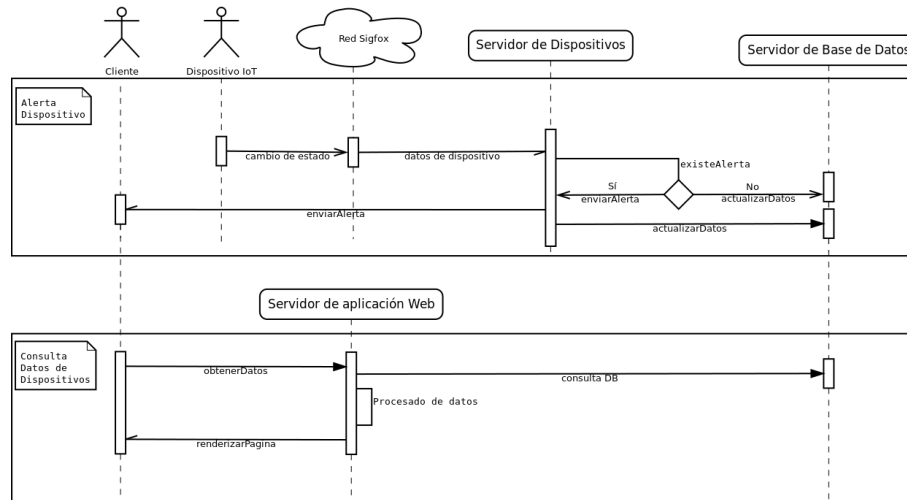 Red Sigfox
Servidor de Dispositivos
Servidor de Base de Datos
Cliente
Dispositivo IoT
Alerta
Dispositivo
cambio de estado
datos de dispositivo
existeAlerta
Sí
enviarAlerta
No
actualizarDatos
enviarAlerta
actualizarDatos
Servidor de aplicación Web
Consulta
Datos de
Dispositivos
obtenerDatos
consulta DB
Procesado de datos
renderizarPagina